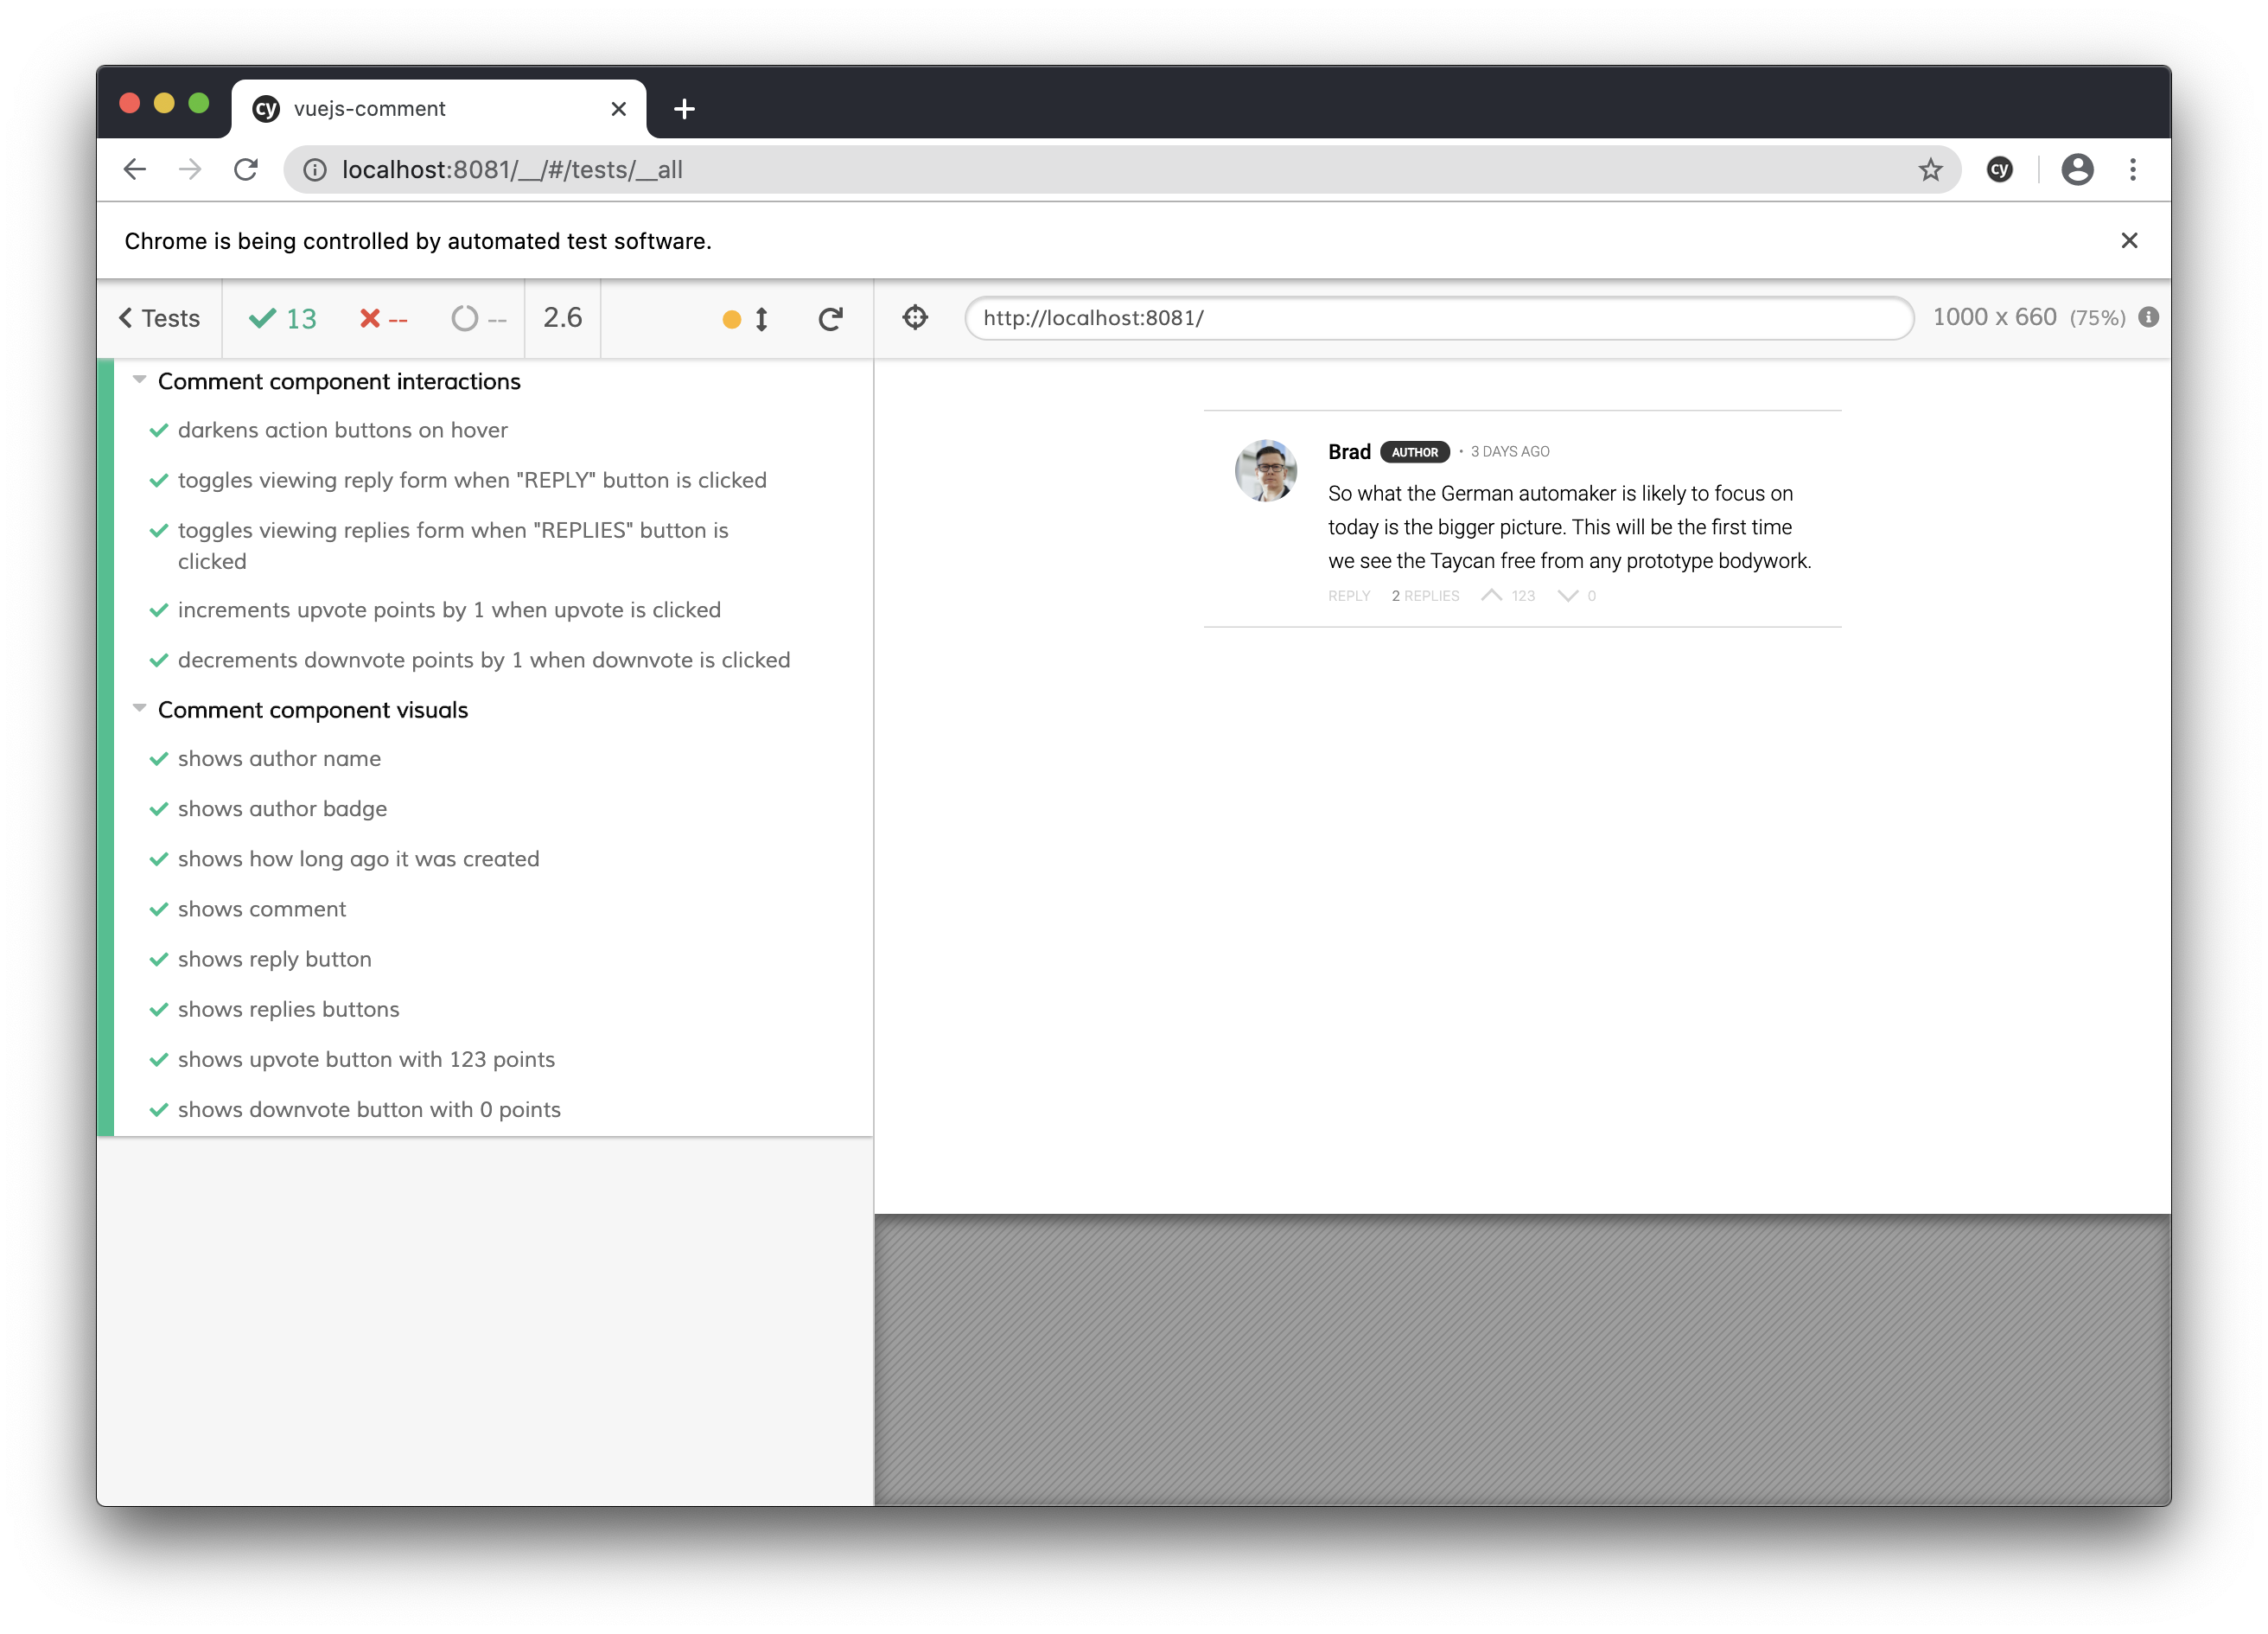 cy vuejs-comment
localhost:8081/__/#/tests/__all
cy
Chrome is being controlled by automated test software.
Tests 13 -- -- 2.6
http://localhost:8081/ 1000 x 660 (75%)
Comment component interactions
darkens action buttons on hover
toggles viewing reply form when "REPLY" button is clicked
toggles viewing replies form when "REPLIES" button is
clicked
increments upvote points by 1 when upvote is clicked
decrements downvote points by 1 when downvote is clicked
Comment component visuals
shows author name
shows author badge
shows how long ago it was created
shows comment
shows reply button
shows replies buttons
shows upvote button with 123 points
shows downvote button with 0 points
Brad AUTHOR · 3 DAYS AGO
So what the German automaker is likely to focus on
today is the bigger picture. This will be the first time
we see the Taycan free from any prototype bodywork.
REPLY 2 REPLIES 123 0